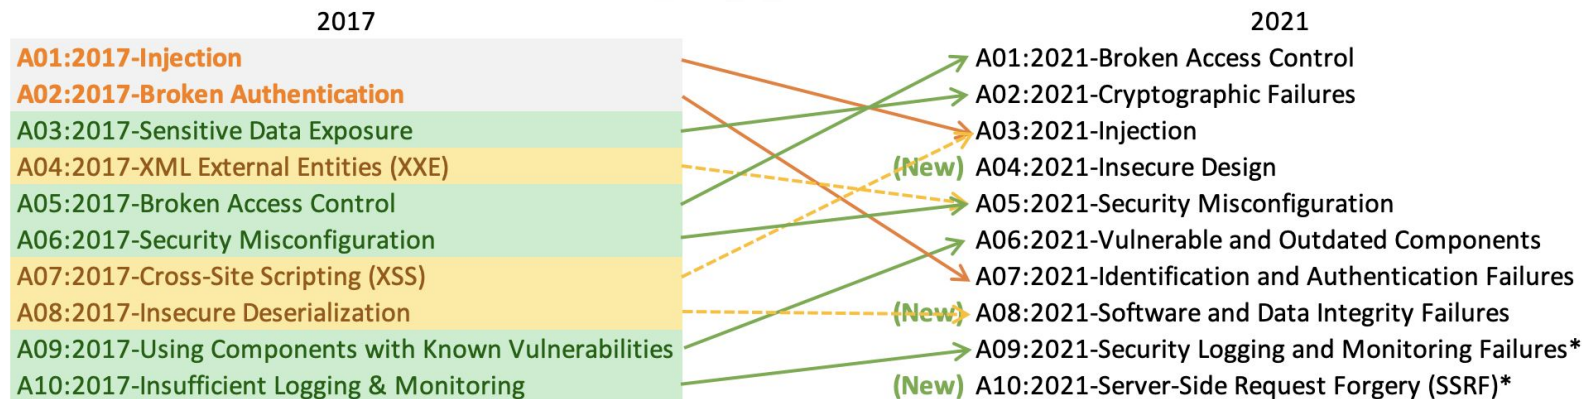 2017
A01:2017-Injection
A02:2017-Broken Authentication
A03:2017-Sensitive Data Exposure
A04:2017-XML External Entities (XXE)
A05:2017-Broken Access Control
A06:2017-Security Misconfiguration
A07:2017-Cross-Site Scripting (XSS)
A08:2017-Insecure Deserialization
A09:2017-Using Components with Known Vulnerabilities
A10:2017-Insufficient Logging & Monitoring
2021
A01:2021-Broken Access Control
A02:2021-Cryptographic Failures
A03:2021-Injection
(New) A04:2021-Insecure Design
A05:2021-Security Misconfiguration
A06:2021-Vulnerable and Outdated Components
A07:2021-Identification and Authentication Failures
(New) A08:2021-Software and Data Integrity Failures
A09:2021-Security Logging and Monitoring Failures*
(New) A10:2021-Server-Side Request Forgery (SSRF)*